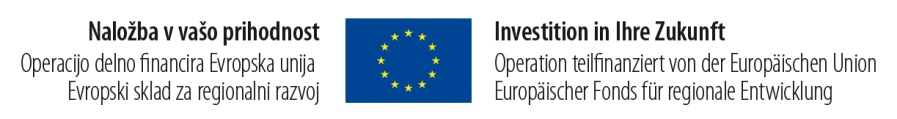 Naložba v vašo prihodnost
Operacijo delno financira Evropska unija
Evropski sklad za regionalni razvoj
Investition in Ihre Zukunft
Operation teilfinanziert von der Europäischen Union
Europäischer Fonds für regionale Entwicklung